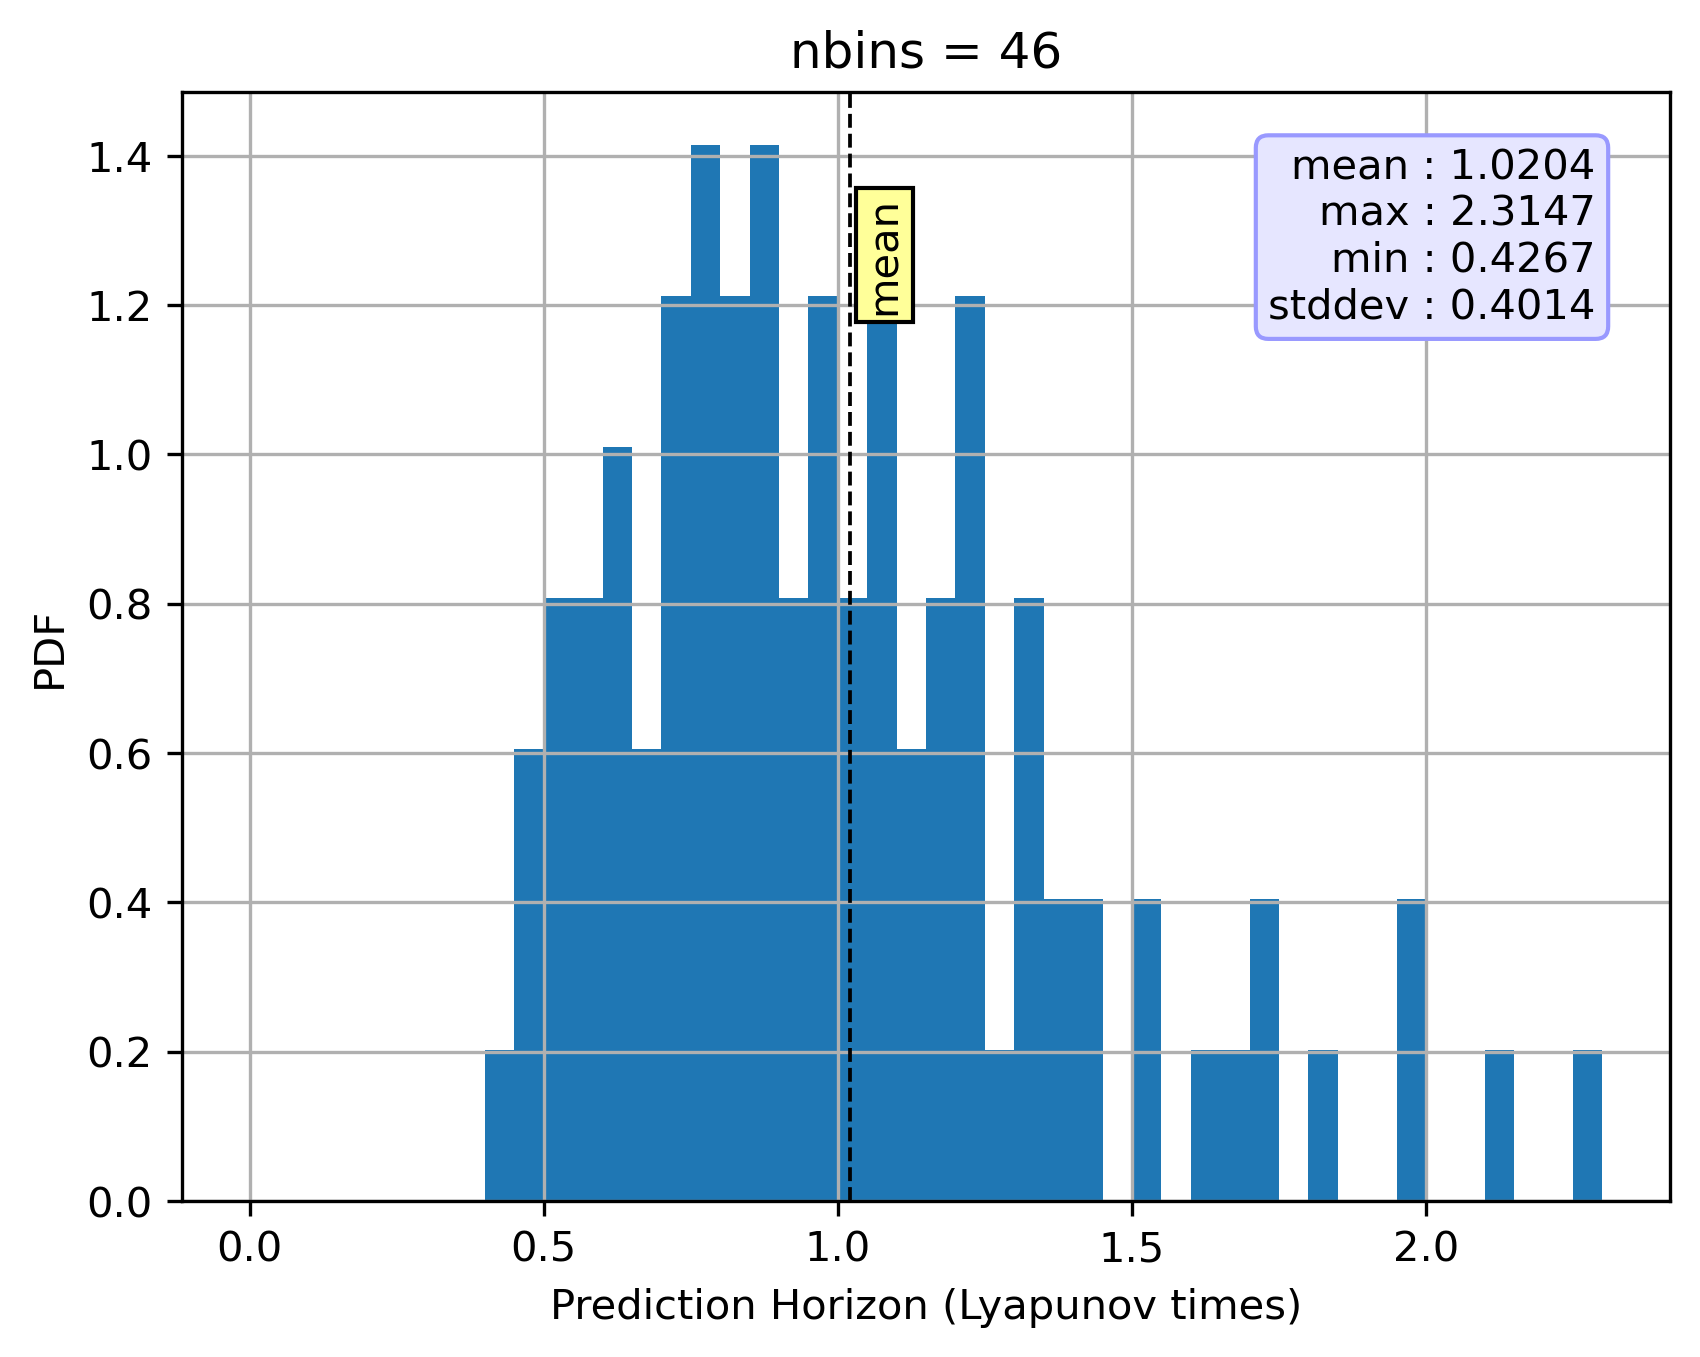 nbins = 46
1.4
1.2
1.0
0.8
0.6
0.4
0.2
0.0
PDF
mean : 1.0204
max : 2.3147
min : 0.4267
stddev : 0.4014
mean
0.0 0.5 1.0 1.5 2.0
Prediction Horizon (Lyapunov times)